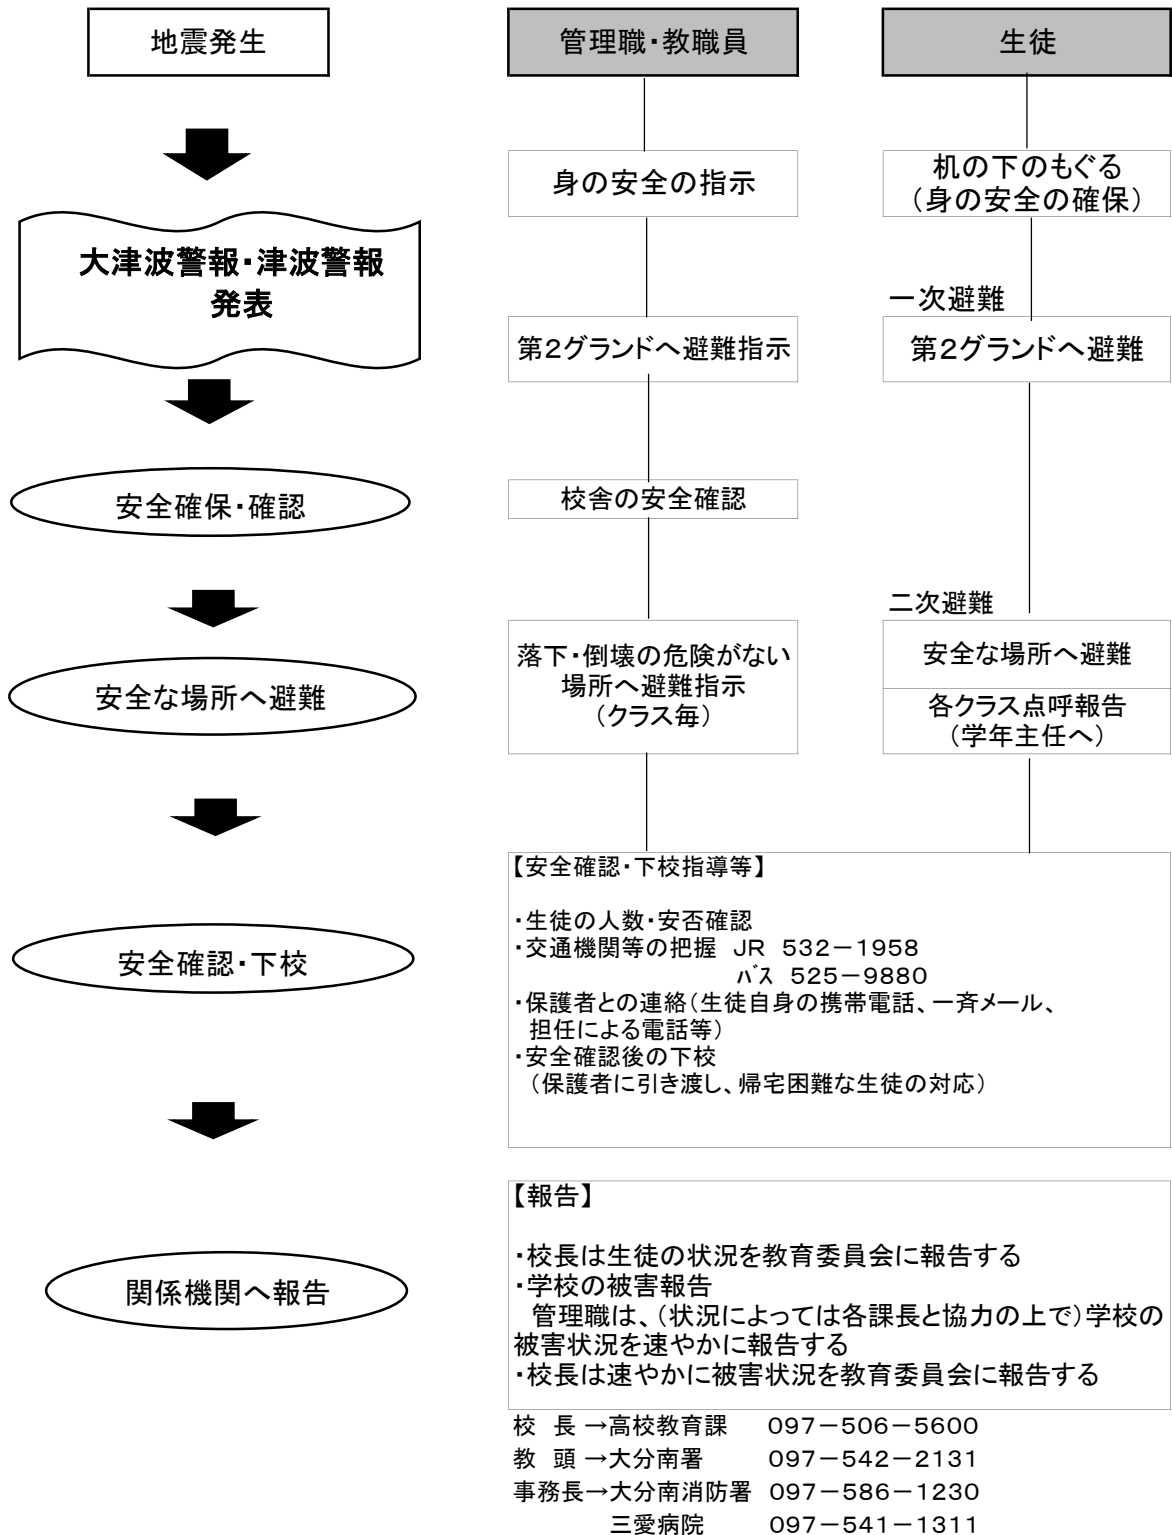 地震発生
管理職・教職員
生徒
身の安全の指示
机の下のもぐる
（身の安全の確保）
大津波警報・津波警報
発表
一次避難
第2グランドへ避難指示
第2グランドへ避難
安全確保・確認
校舎の安全確認
二次避難
安全な場所へ避難
落下・倒壊の危険がない
場所へ避難指示
（クラス毎）
安全な場所へ避難
各クラス点呼報告
（学年主任へ）
安全確認・下校
【安全確認・下校指導等】
・生徒の人数・安否確認
・交通機関等の把握 JR 532－1958
ﾊﾞｽ 525－9880
・保護者との連絡（生徒自身の携帯電話、一斉メール、
担任による電話等）
・安全確認後の下校
（保護者に引き渡し、帰宅困難な生徒の対応）
関係機関へ報告
【報告】
・校長は生徒の状況を教育委員会に報告する
・学校の被害報告
管理職は、（状況によっては各課長と協力の上で）学校の
被害状況を速やかに報告する
・校長は速やかに被害状況を教育委員会に報告する
校 長 →高校教育課 097－506－5600
教 頭 →大分南署 097－542－2131
事務長→大分南消防署 097－586－1230
三愛病院 097－541－1311